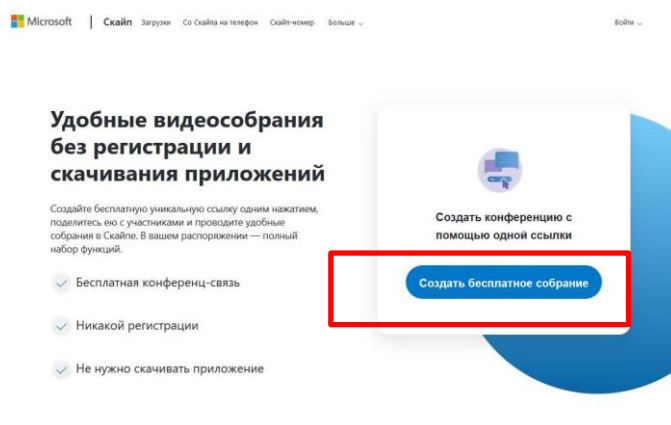 Microsoft | Скайп Загрузки Со Скайпа на телефон Скайп-номер Больше Войти
Удобные видеособрания
без регистрации и
скачивания приложений
Создайте бесплатную уникальную ссылку одним нажатием,
поделитесь ею с участниками и проводите удобные
собрания в Скайпе. В вашем распоряжении — полный
набор функций.
Бесплатная конференц-связь
Никакой регистрации
Не нужно скачивать приложение
Создать конференцию с
помощью одной ссылки
Создать бесплатное собрание